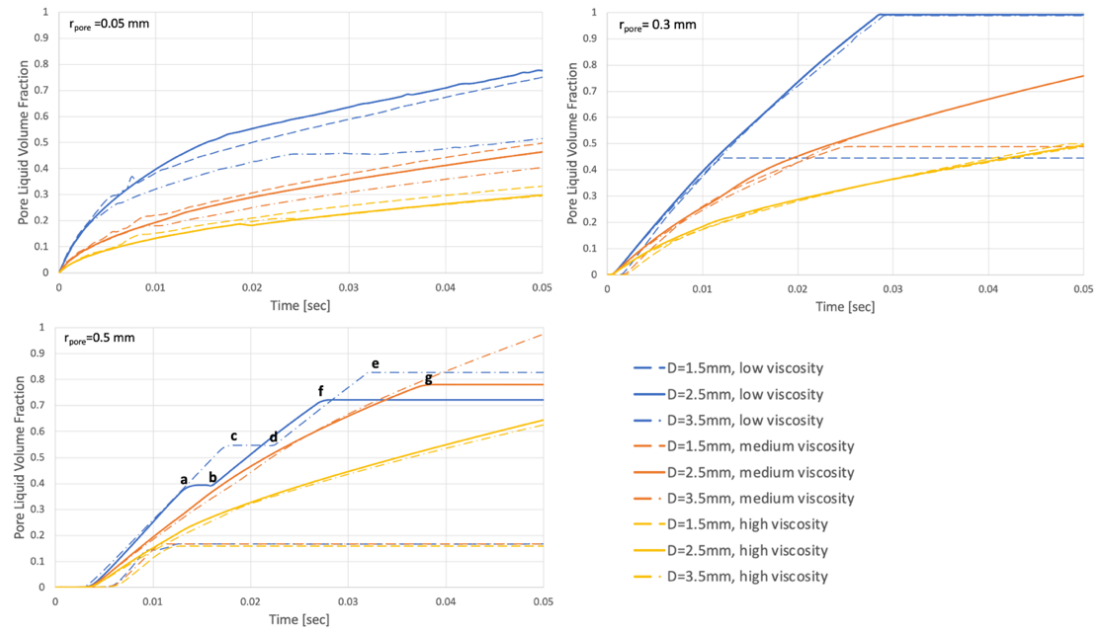 r_pore =0.05 mm
Pore Liquid Volume Fraction
1
0.9
0.8
0.7
0.6
0.5
0.4
0.3
0.2
0.1
0
0 0.01 0.02 0.03 0.04 0.05
Time [sec]
r_pore= 0.3 mm
Pore Liquid Volume Fraction
1
0.9
0.8
0.7
0.6
0.5
0.4
0.3
0.2
0.1
0
0 0.01 0.02 0.03 0.04 0.05
Time [sec]
r_pore=0.5 mm
Pore Liquid Volume Fraction
1
0.9
0.8
0.7
0.6
0.5
0.4
0.3
0.2
0.1
0
a
b
c
d
e
f
g
0 0.01 0.02 0.03 0.04 0.05
Time [sec]
D=1.5mm, low viscosity
D=2.5mm, low viscosity
D=3.5mm, low viscosity
D=1.5mm, medium viscosity
D=2.5mm, medium viscosity
D=3.5mm, medium viscosity
D=1.5mm, high viscosity
D=2.5mm, high viscosity
D=3.5mm, high viscosity